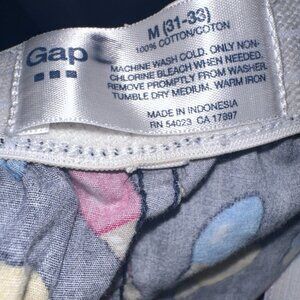 Gap
M (31-33)
100% COTTON/COTON
MACHINE WASH COLD. ONLY NON-
CHLORINE BLEACH WHEN NEEDED.
REMOVE PROMPTLY FROM WASHER.
TUMBLE DRY MEDIUM. WARM IRON
MADE IN INDONESIA
RN 54023 CA 17897